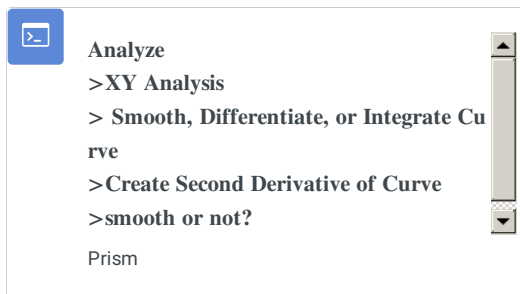 Analyze
>XY Analysis
> Smooth, Differentiate, or Integrate Cu
rve
>Create Second Derivative of Curve
>smooth or not?
Prism